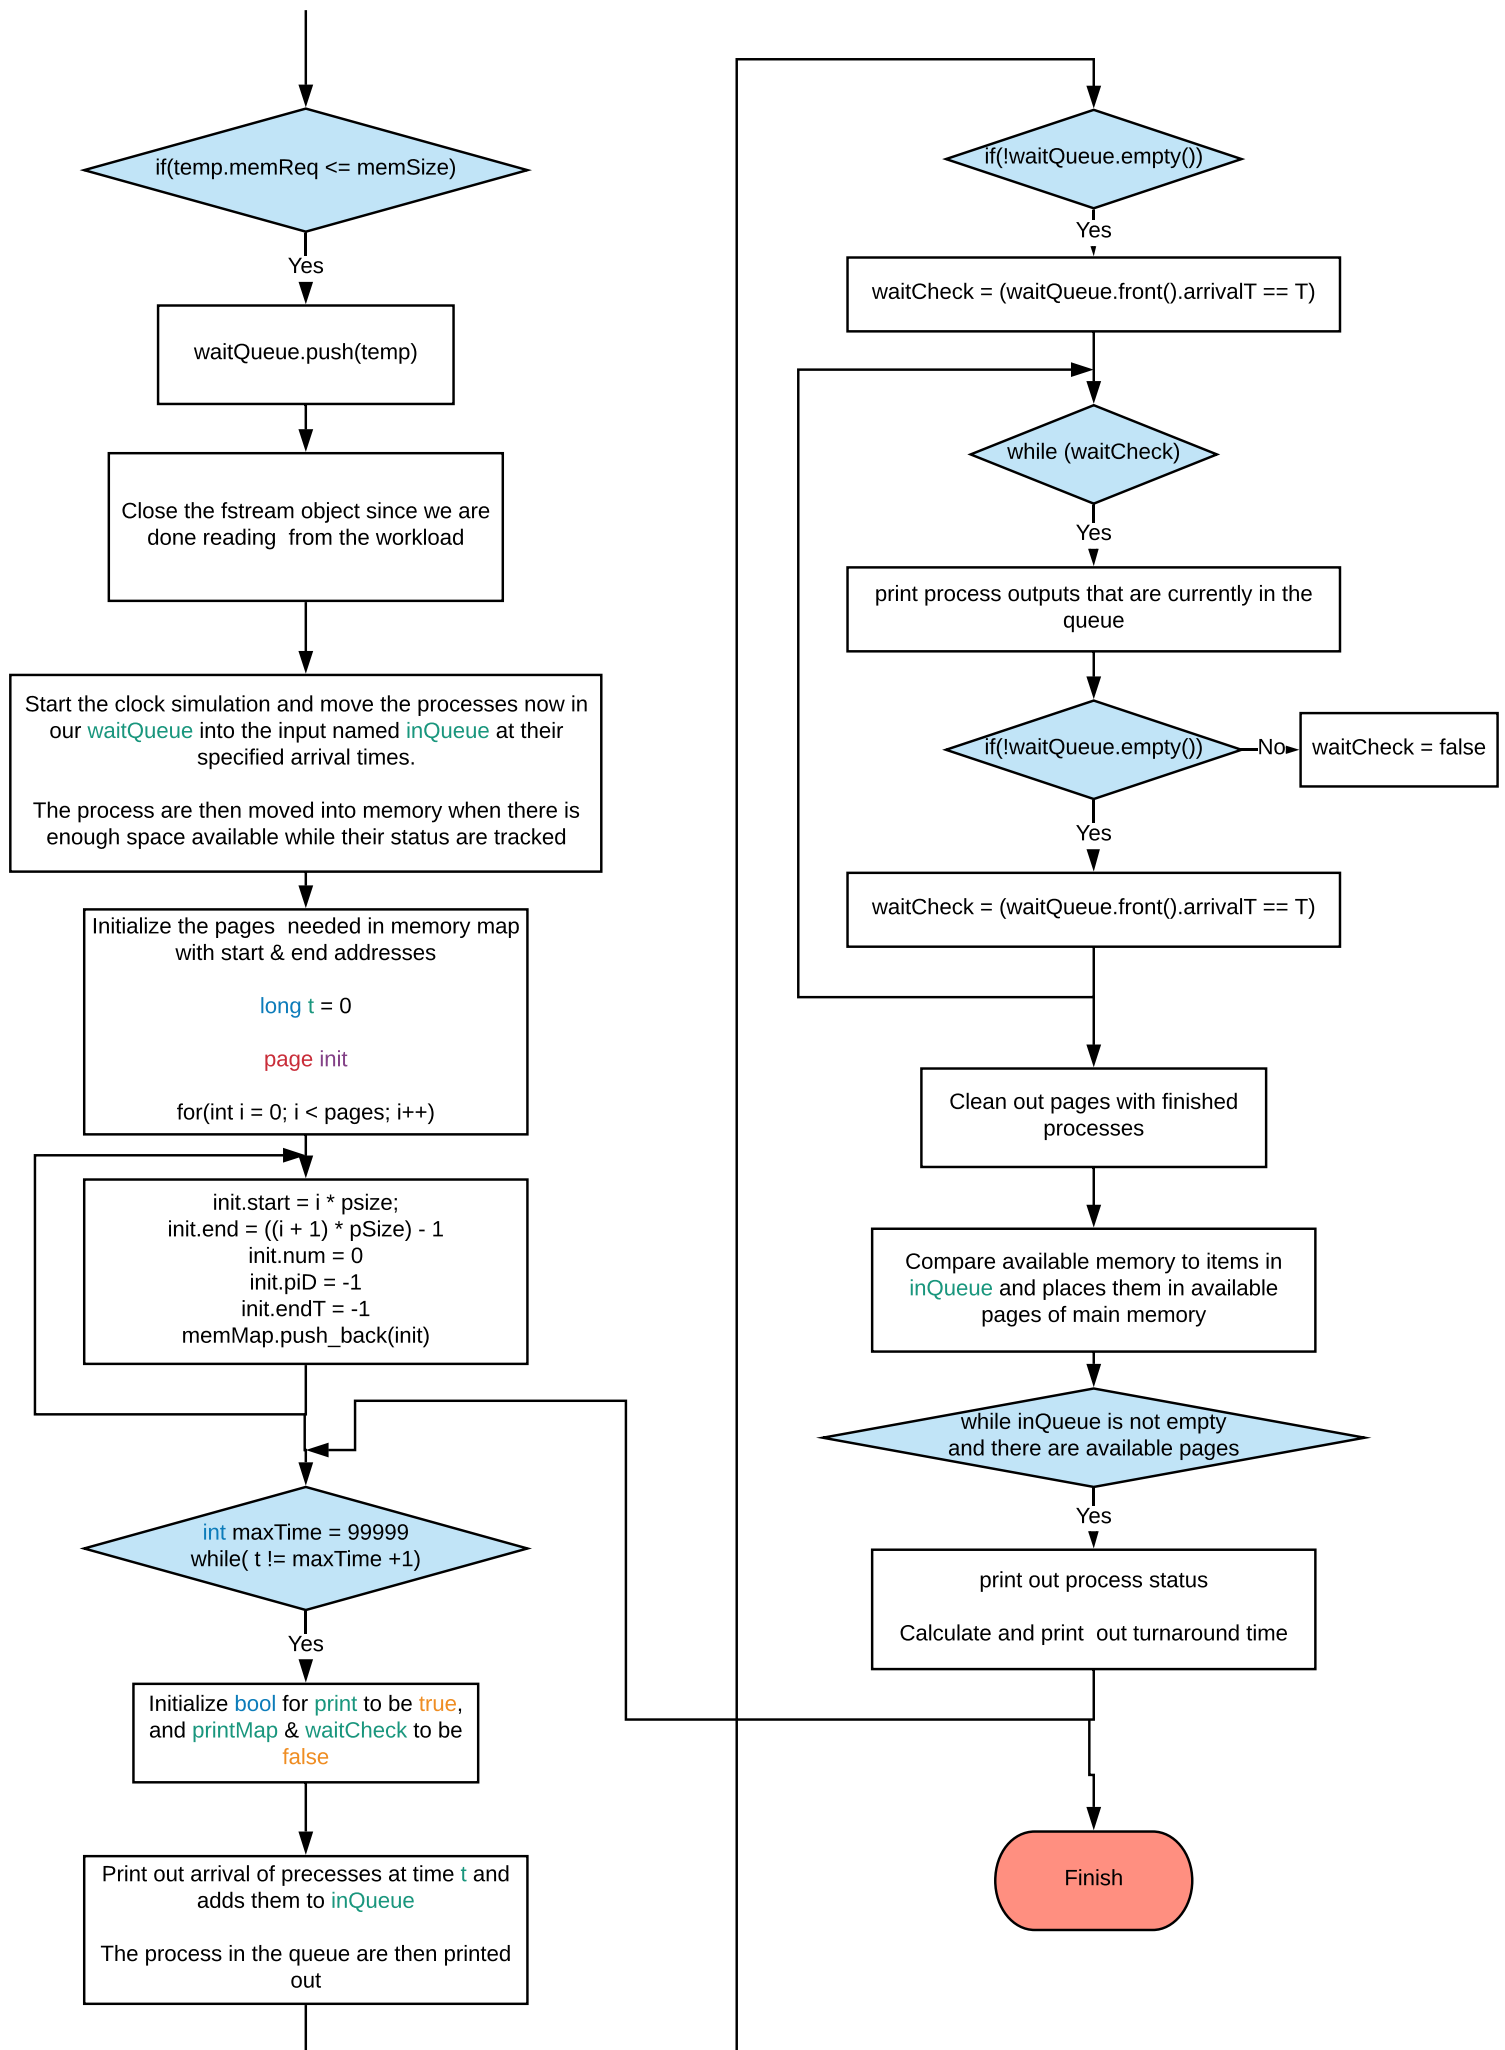 if(temp.memReq <= memSize)
Yes
waitQueue.push(temp)
Close the fstream object since we are
done reading  from the workload
Start the clock simulation and move the processes now in
our waitQueue into the input named inQueue at their
specified arrival times.
The process are then moved into memory when there is
enough space available while their status are tracked
Initialize the pages  needed in memory map
with start & end addresses
long t = 0
page init
for(int i = 0; i < pages; i++)
init.start = i * psize;
init.end = ((i + 1) * pSize) - 1
init.num = 0
init.piD = -1
init.endT = -1
memMap.push_back(init)
int maxTime = 99999
while( t != maxTime +1)
Yes
Initialize bool for print to be true,
and printMap & waitCheck to be
false
Print out arrival of precesses at time t and
adds them to inQueue
The process in the queue are then printed
out
if(!waitQueue.empty())
Yes
waitCheck = (waitQueue.front().arrivalT == T)
while (waitCheck)
Yes
print process outputs that are currently in the
queue
if(!waitQueue.empty())
No
waitCheck = false
Yes
waitCheck = (waitQueue.front().arrivalT == T)
Clean out pages with finished
processes
Compare available memory to items in
inQueue and places them in available
pages of main memory
while inQueue is not empty
and there are available pages
Yes
print out process status
Calculate and print  out turnaround time
Finish